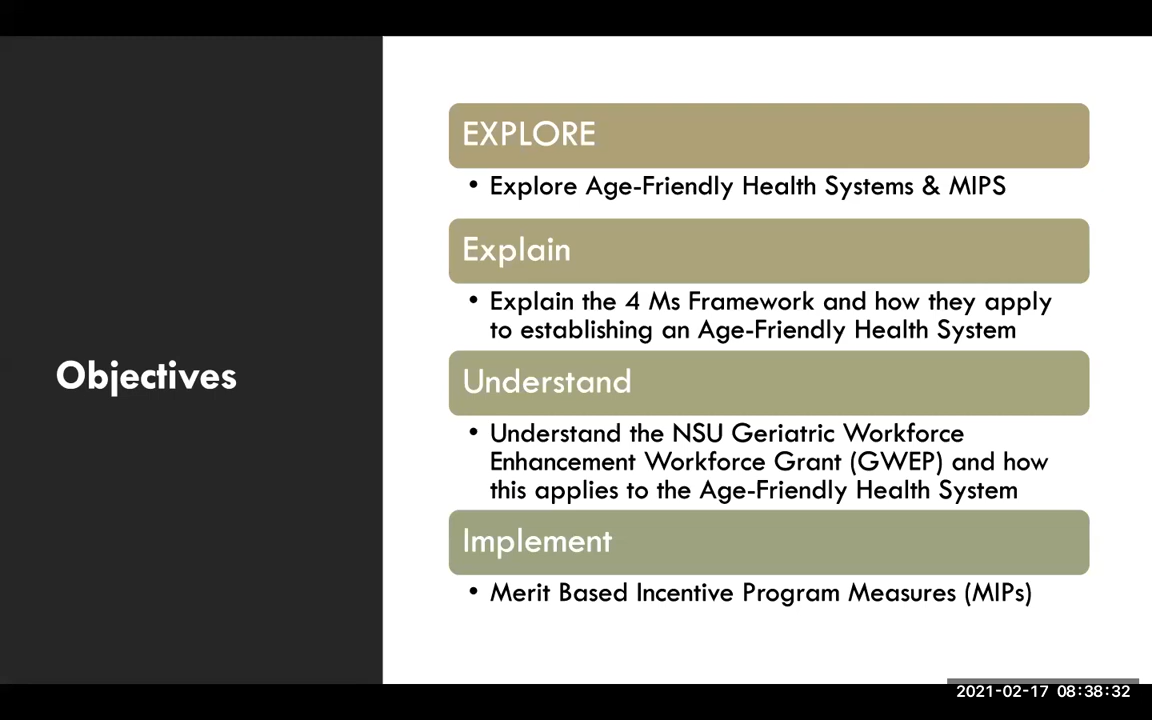 Objectives
EXPLORE
• Explore Age-Friendly Health Systems & MIPS
Explain
• Explain the 4 Ms Framework and how they apply
to establishing an Age-Friendly Health System
Understand
• Understand the NSU Geriatric Workforce
Enhancement Workforce Grant (GWEP) and how
this applies to the Age-Friendly Health System
Implement
• Merit Based Incentive Program Measures (MIPs)
2021-02-17 08:38:32